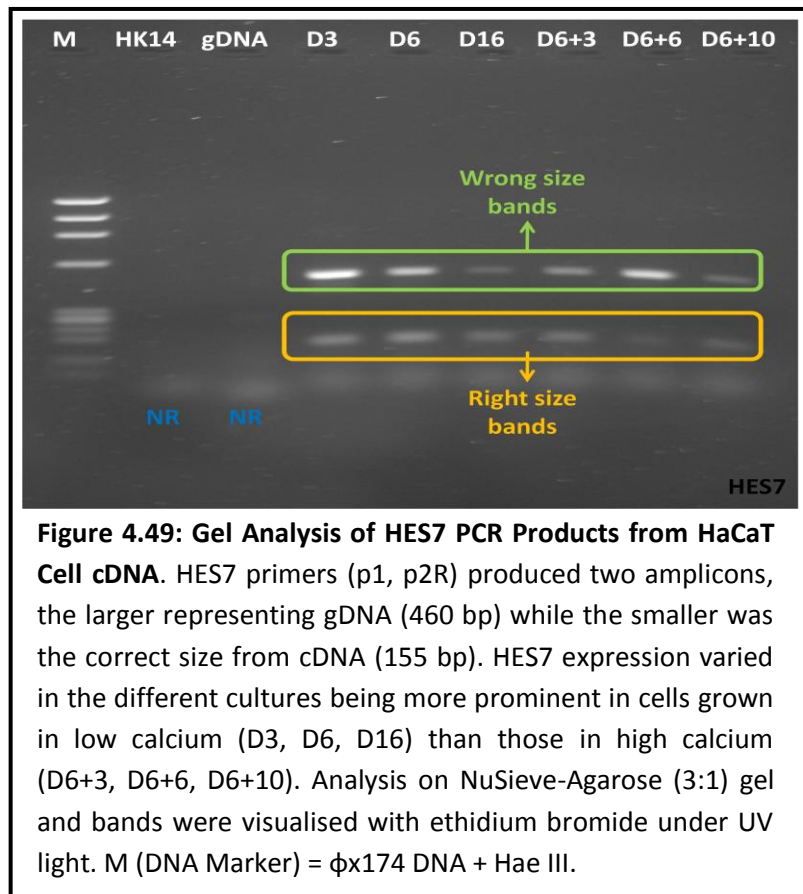 M HK14 gDNA D3 D6 D16 D6+3 D6+6 D6+10
Wrong size
bands
NR NR
Right size
bands
HES7
Figure 4.49: Gel Analysis of HES7 PCR Products from HaCaT
Cell cDNA. HES7 primers (p1, p2R) produced two amplicons,
the larger representing gDNA (460 bp) while the smaller was
the correct size from cDNA (155 bp). HES7 expression varied
in the different cultures being more prominent in cells grown
in low calcium (D3, D6, D16) than those in high calcium
(D6+3, D6+6, D6+10). Analysis on NuSieve-Agarose (3:1) gel
and bands were visualised with ethidium bromide under UV
light. M (DNA Marker) = ϕx174 DNA + Hae III.